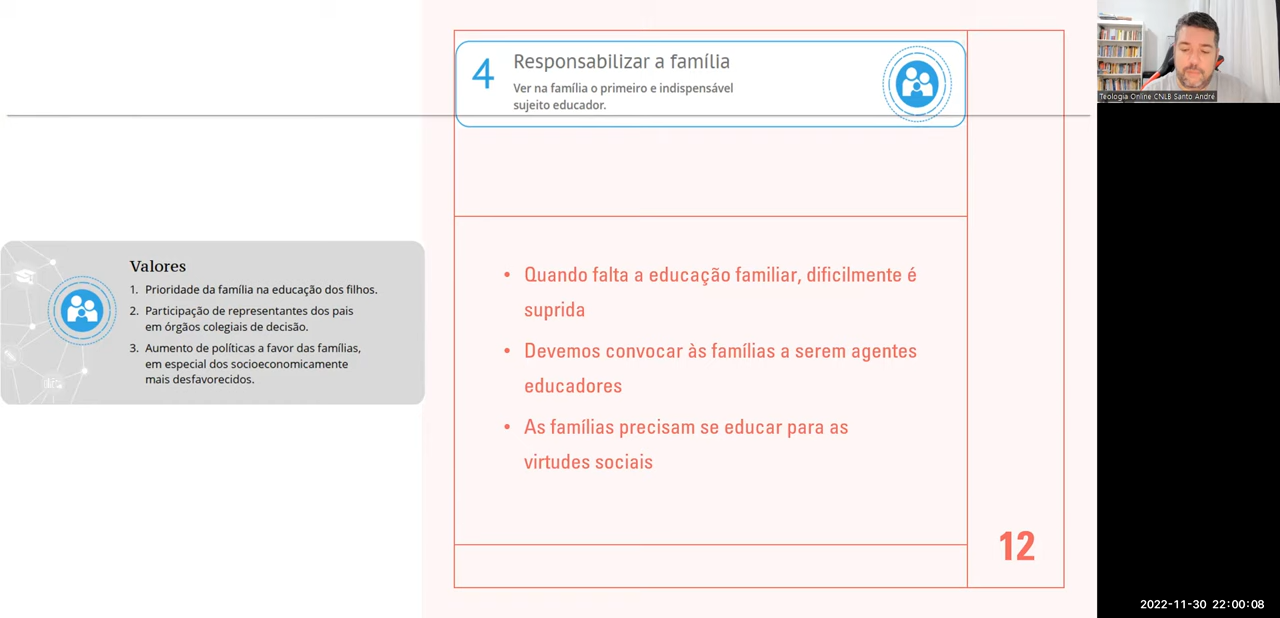 4
Responsabilizar a família
Ver na família o primeiro e indispensável
sujeito educador.
Teologia Online CNLB Santo André
Valores
1. Prioridade da família na educação dos filhos.
2. Participação de representantes dos pais
em órgãos colegiais de decisão.
3. Aumento de políticas a favor das famílias,
em especial dos socioeconomicamente
mais desfavorecidos.
• Quando falta a educação familiar, dificilmente é
suprida
• Devemos convocar às famílias a serem agentes
educadores
• As famílias precisam se educar para as
virtudes sociais
12
2022-11-30 22:00:08